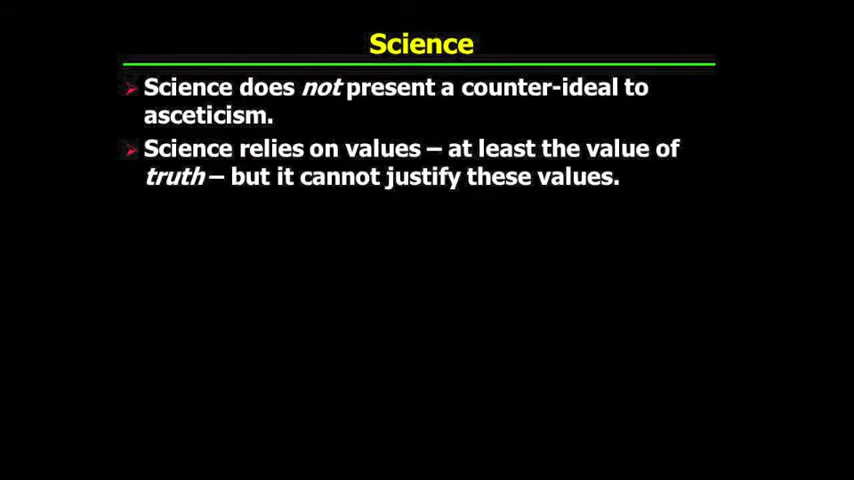 Science
Science does not present a counter-ideal to
asceticism.
Science relies on values – at least the value of
truth – but it cannot justify these values.